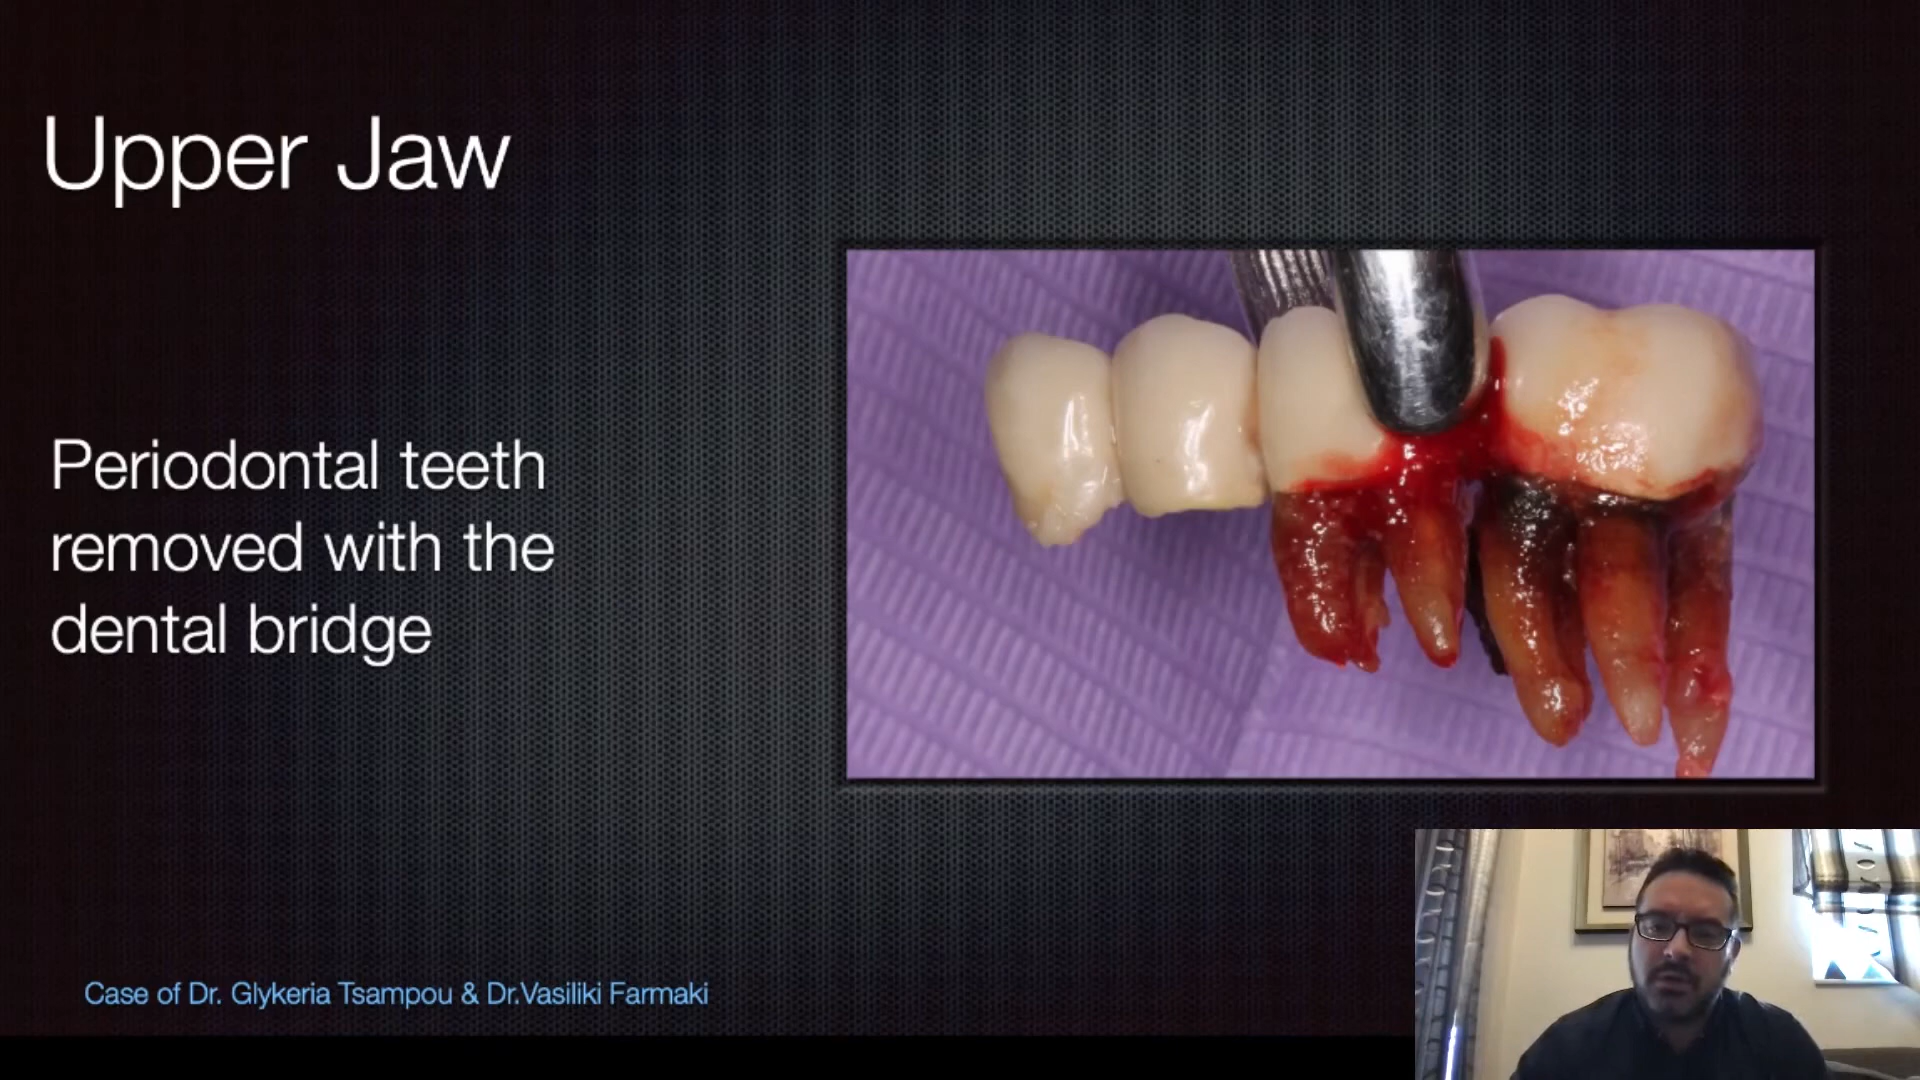 Upper Jaw
Periodontal teeth
removed with the
dental bridge
Case of Dr. Glykeria Tsampou & Dr.Vasiliki Farmaki